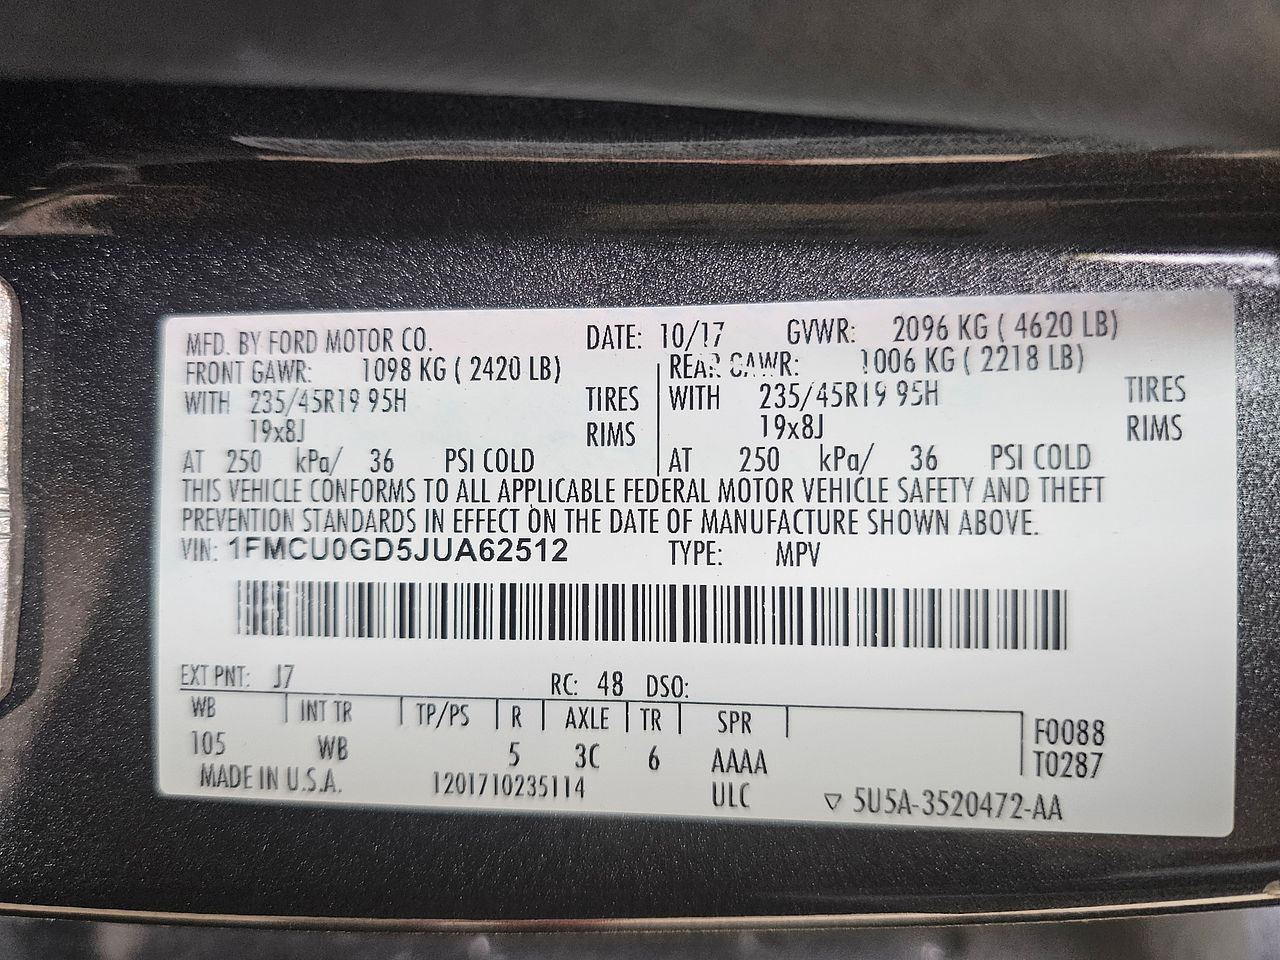 MFD. BY FORD MOTOR CO. DATE: 10/17 GVWR: 2096 KG ( 4620 LB)
FRONT GAWR: 1098 KG ( 2420 LB) REAR GAWR: 1006 KG ( 2218 LB)
WITH 235/45R19 95H TIRES WITH 235/45R19 95H TIRES
19x8J RIMS 19x8J RIMS
AT 250 kPa/ 36 PSI COLD AT 250 kPa/ 36 PSI COLD
THIS VEHICLE CONFORMS TO ALL APPLICABLE FEDERAL MOTOR VEHICLE SAFETY AND THEFT
PREVENTION STANDARDS IN EFFECT ON THE DATE OF MANUFACTURE SHOWN ABOVE.
VIN: 1FMCU0GD5JUA62512 TYPE: MPV
EXT PNT: J7 RC: 48 DSO:
WB INT TR TP/PS R AXLE TR SPR F0088
105 WB 5 3C 6 AAAA T0287
MADE IN U.S.A. 1201710235114 ULC ▽ 5U5A-3520472-AA